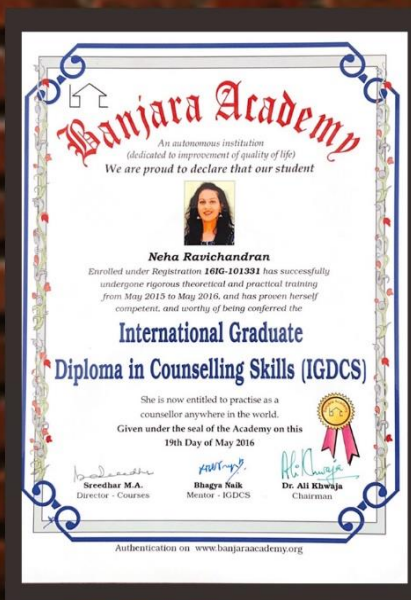 Banjara Academy
An autonomous institution
(dedicated to improvement of quality of life)
We are proud to declare that our student
Neha Ravichandran
Enrolled under Registration 16IG-101331 has successfully
undergone rigorous theoretical and practical training
from May 2015 to May 2016, and has proven herself
competent, and worthy of being conferred the
International Graduate
Diploma in Counselling Skills (IGDCS)
She is now entitled to practise as a
counsellor anywhere in the world.
Given under the seal of the Academy on this
19th Day of May 2016
Ali Khwaja
Sreedhar M.A.
Director - Courses
Bhagya Naik
Mentor - IGDCS
Dr. Ali Khwaja
Chairman
Authentication on www.banjaraacademy.org